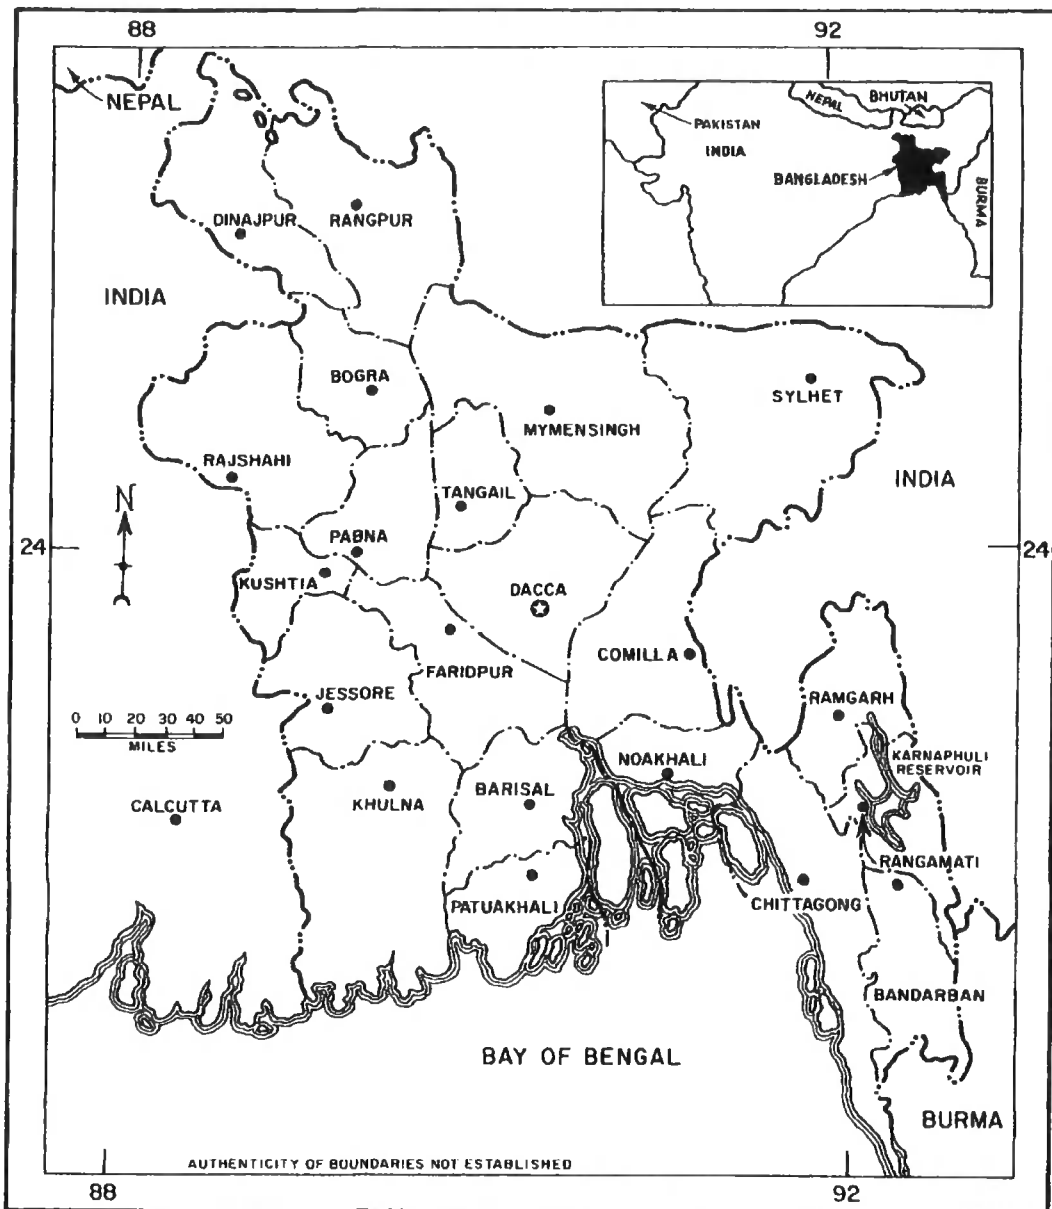 88
92
NEPAL
NEPAL
BHUTAN
PAKISTAN
INDIA
BANGLADESH
BURMA
DINAJPUR
RANGPUR
INDIA
BOGRA
SYLHET
MYMENSINGH
RAJSHAHI
INDIA
N
TANGAIL
PABNA
24
24
KUSHTIA
DACCA
COMILLA
FARIDPUR
JESSORE
RAMGARH
0 10 20 30 40 50
MILES
NOAKHALI
KARNAPHULI
RESERVOIR
CALCUTTA
KHULNA
BARISAL
RANGAMATI
PATUAKHALI
CHITTAGONG
BANDARBAN
BAY OF BENGAL
BURMA
AUTHENTICITY OF BOUNDARIES NOT ESTABLISHED
88
92